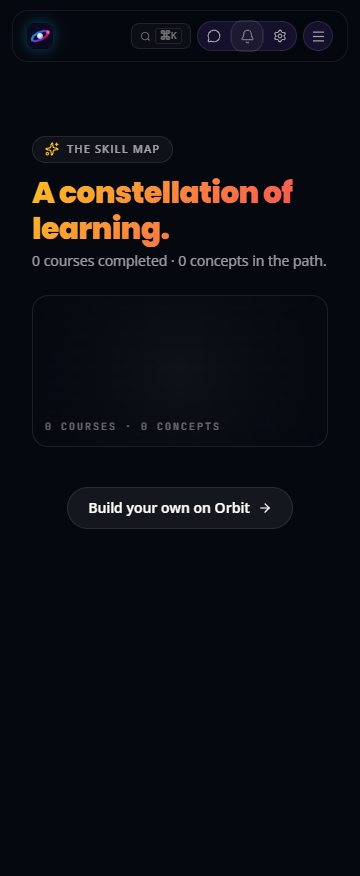 ⌘K
THE SKILL MAP
A constellation of
learning.
0 courses completed · 0 concepts in the path.
0 COURSES · 0 CONCEPTS
Build your own on Orbit →